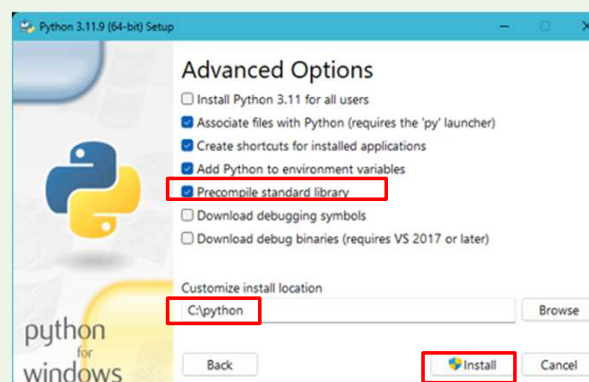 Python 3.11.9 (64-bit) Setup
Advanced Options
Install Python 3.11 for all users
Associate files with Python (requires the 'py' launcher)
Create shortcuts for installed applications
Add Python to environment variables
Precompile standard library
Download debugging symbols
Download debug binaries (requires VS 2017 or later)
Customize install location
C:\python
Browse
python
for
windows
Back
Install
Cancel